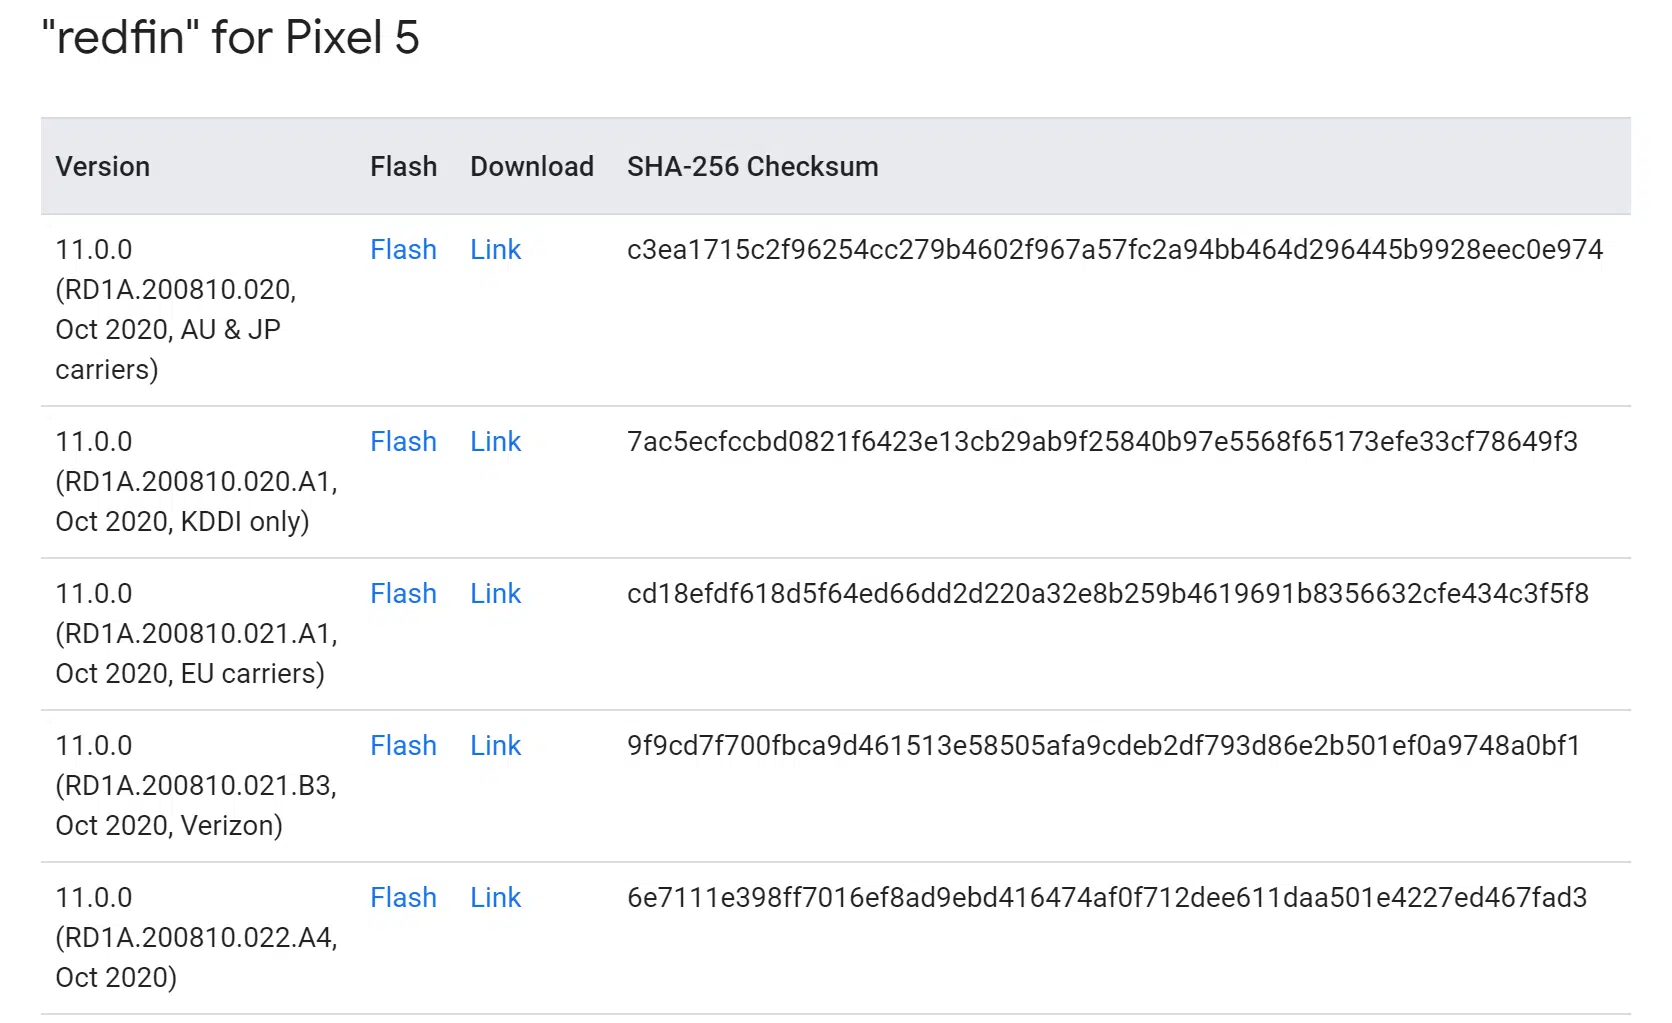 "redfin" for Pixel 5
Version Flash Download SHA-256 Checksum
11.0.0 Flash Link c3ea1715c2f96254cc279b4602f967a57fc2a94bb464d296445b9928eec0e974
(RD1A.200810.020,
Oct 2020, AU & JP
carriers)
11.0.0 Flash Link 7ac5ecfccbd0821f6423e13cb29ab9f25840b97e5568f65173efe33cf78649f3
(RD1A.200810.020.A1,
Oct 2020, KDDI only)
11.0.0 Flash Link cd18efdf618d5f64ed66dd2d220a32e8b259b4619691b8356632cfe434c3f5f8
(RD1A.200810.021.A1,
Oct 2020, EU carriers)
11.0.0 Flash Link 9f9cd7f700fbca9d461513e58505afa9cdeb2df793d86e2b501ef0a9748a0bf1
(RD1A.200810.021.B3,
Oct 2020, Verizon)
11.0.0 Flash Link 6e7111e398ff7016ef8ad9ebd416474af0f712dee611daa501e4227ed467fad3
(RD1A.200810.022.A4,
Oct 2020)